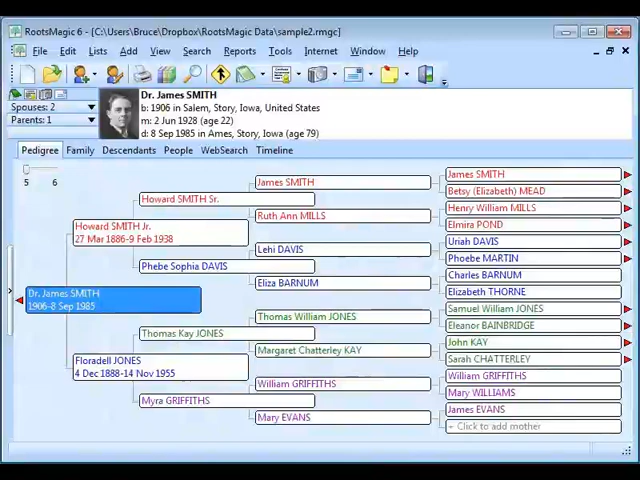 RootsMagic 6 - [C:\Users\Bruce\Dropbox\RootsMagic Data\sample2.rmgc]
File Edit Lists Add View Search Reports Tools Internet Window Help
Dr. James SMITH
Spouses: 2
b: 1906 in Salem, Story, Iowa, United States
Parents: 1
m: 2 Jun 1928 (age 22)
d: 8 Sep 1985 in Ames, Story, Iowa (age 79)
Pedigree Family Descendants People WebSearch Timeline
5 6
James SMITH
James SMITH
Betsy (Elizabeth) MEAD
Howard SMITH Sr.
Henry William MILLS
Ruth Ann MILLS
Elmira POND
Howard SMITH Jr.
27 Mar 1886-9 Feb 1938
Uriah DAVIS
Lehi DAVIS
Phoebe MARTIN
Phebe Sophia DAVIS
Charles BARNUM
Eliza BARNUM
Elizabeth THORNE
Dr. James SMITH
1906-8 Sep 1985
Samuel William JONES
Thomas William JONES
Eleanor BAINBRIDGE
Thomas Kay JONES
John KAY
Margaret Chatterley KAY
Sarah CHATTERLEY
Floradell JONES
4 Dec 1888-14 Nov 1955
William GRIFFITHS
William GRIFFITHS
Mary WILLIAMS
Myra GRIFFITHS
James EVANS
Mary EVANS
+ Click to add mother